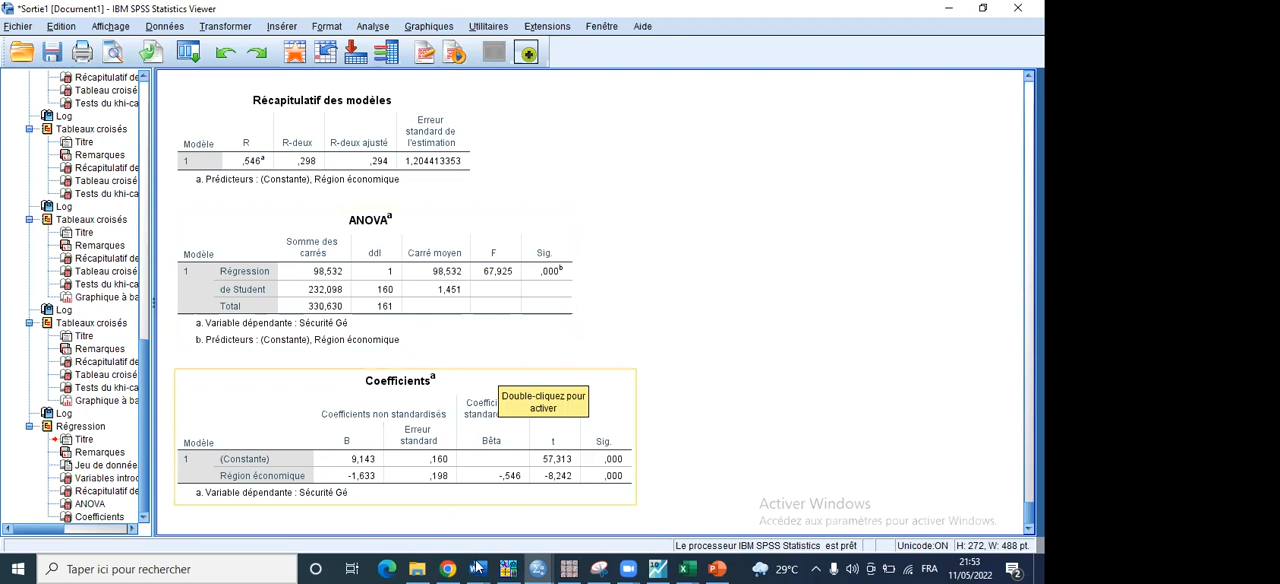 *Sortie1 [Document1] - IBM SPSS Statistics Viewer
Fichier Edition Affichage Données Transformer Insérer Format Analyse Graphiques Utilitaires Extensions Fenêtre Aide
Récapitulatif de
Tableau croisé
Tests du khi-ca
Log
Tableaux croisés
Titre
Remarques
Récapitulatif de
Tableau croisé
Tests du khi-ca
Log
Tableaux croisés
Titre
Remarques
Récapitulatif de
Tableau croisé
Tests du khi-ca
Graphique à ba
Log
Tableaux croisés
Titre
Remarques
Récapitulatif de
Tableau croisé
Tests du khi-ca
Graphique à ba
Log
Régression
Titre
Remarques
Jeu de donnée
Variables introd
Récapitulatif de
ANOVA
Coefficients
Récapitulatif des modèles
Modèle R R-deux R-deux ajusté Erreur standard de l'estimation
1 ,546a ,298 ,294 1,204413353
a. Prédicteurs : (Constante), Région économique
ANOVAa
Modèle Somme des carrés ddl Carré moyen F Sig.
1 Régression 98,532 1 98,532 67,925 ,000b
de Student 232,098 160 1,451
Total 330,630 161
a. Variable dépendante : Sécurité Gé
b. Prédicteurs : (Constante), Région économique
Coefficientsa
Double-cliquez pour
activer
Coefficients non standardisés
Modèle B Erreur standard Bêta t Sig.
1 (Constante) 9,143 ,160 57,313 ,000
Région économique -1,633 ,198 -,546 -8,242 ,000
a. Variable dépendante : Sécurité Gé
Activer Windows
Accédez aux paramètres pour activer Windows.
Le processeur IBM SPSS Statistics est prêt Unicode:ON H: 272, W: 488 pt.
Taper ici pour rechercher
29°C
FRA
21:53
11/05/2022
2